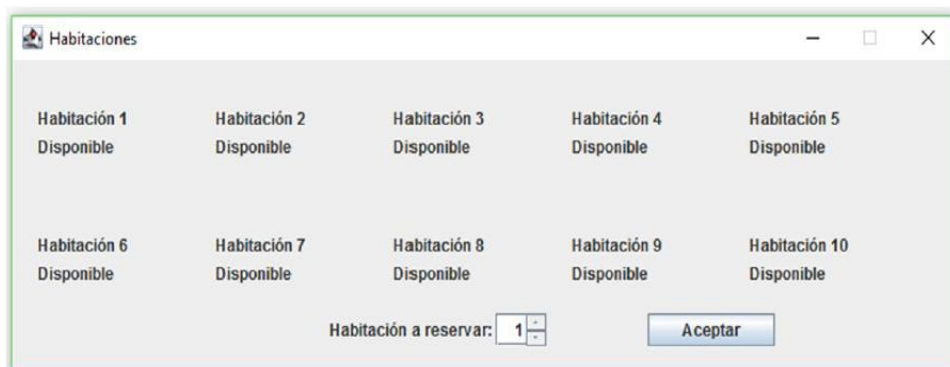 Habitaciones
Habitación 1 Habitación 2 Habitación 3 Habitación 4 Habitación 5
Disponible Disponible Disponible Disponible Disponible
Habitación 6 Habitación 7 Habitación 8 Habitación 9 Habitación 10
Disponible Disponible Disponible Disponible Disponible
Habitación a reservar: 1 Aceptar